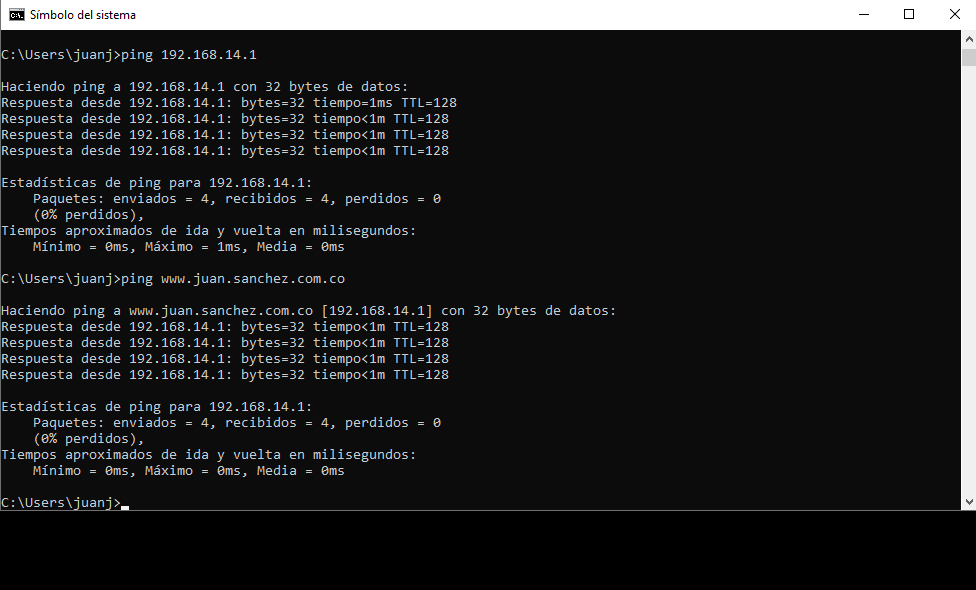 Símbolo del sistema
C:\Users\juanj>ping 192.168.14.1
Haciendo ping a 192.168.14.1 con 32 bytes de datos:
Respuesta desde 192.168.14.1: bytes=32 tiempo=1ms TTL=128
Respuesta desde 192.168.14.1: bytes=32 tiempo<1m TTL=128
Respuesta desde 192.168.14.1: bytes=32 tiempo<1m TTL=128
Respuesta desde 192.168.14.1: bytes=32 tiempo<1m TTL=128
Estadísticas de ping para 192.168.14.1:
    Paquetes: enviados = 4, recibidos = 4, perdidos = 0
    (0% perdidos),
Tiempos aproximados de ida y vuelta en milisegundos:
    Mínimo = 0ms, Máximo = 1ms, Media = 0ms
C:\Users\juanj>ping www.juan.sanchez.com.co
Haciendo ping a www.juan.sanchez.com.co [192.168.14.1] con 32 bytes de datos:
Respuesta desde 192.168.14.1: bytes=32 tiempo<1m TTL=128
Respuesta desde 192.168.14.1: bytes=32 tiempo<1m TTL=128
Respuesta desde 192.168.14.1: bytes=32 tiempo<1m TTL=128
Respuesta desde 192.168.14.1: bytes=32 tiempo<1m TTL=128
Estadísticas de ping para 192.168.14.1:
    Paquetes: enviados = 4, recibidos = 4, perdidos = 0
    (0% perdidos),
Tiempos aproximados de ida y vuelta en milisegundos:
    Mínimo = 0ms, Máximo = 0ms, Media = 0ms
C:\Users\juanj>